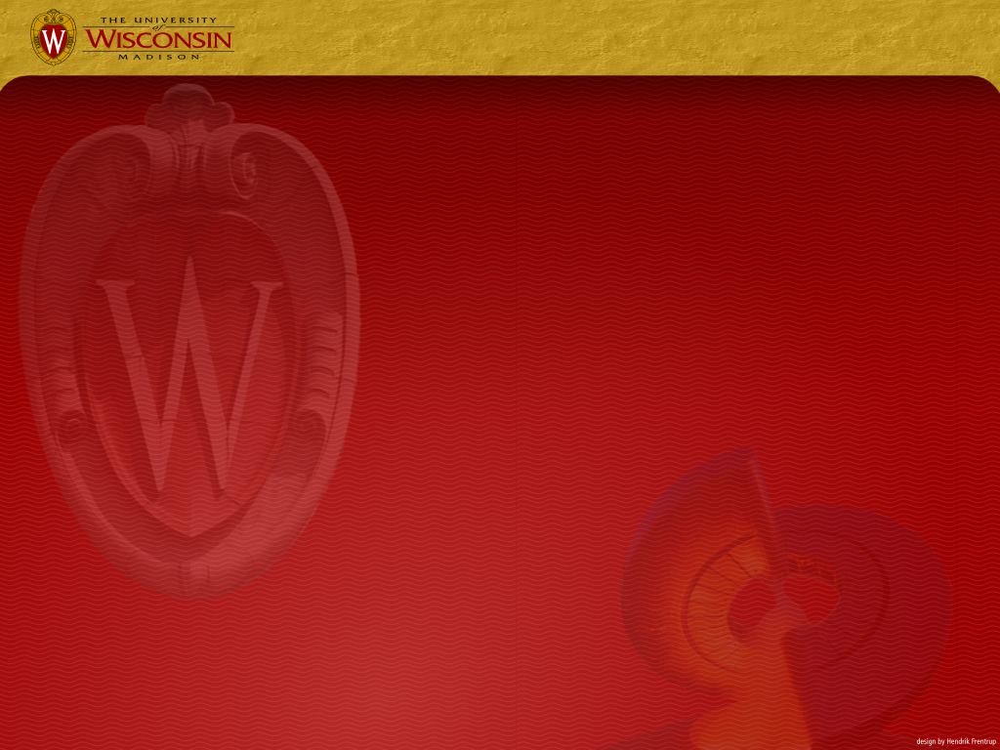 THE UNIVERSITY
of
WISCONSIN
MADISON
W
W
design by Hendrik Frentrup